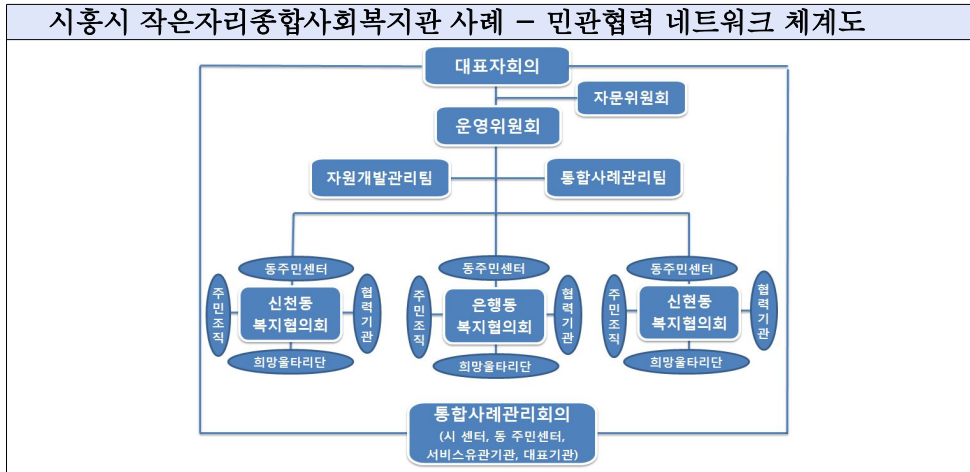 시흥시 작은자리종합사회복지관 사례 – 민관협력 네트워크 체계도
대표자회의
자문위원회
운영위원회
자원개발관리팀
통합사례관리팀
동주민센터
주민조직
신천동
복지협의회
협력기관
희망울타리단
동주민센터
주민조직
은행동
복지협의회
협력기관
희망울타리단
동주민센터
주민조직
신현동
복지협의회
협력기관
희망울타리단
통합사례관리회의
(시 센터, 동 주민센터,
서비스유관기관, 대표기관)